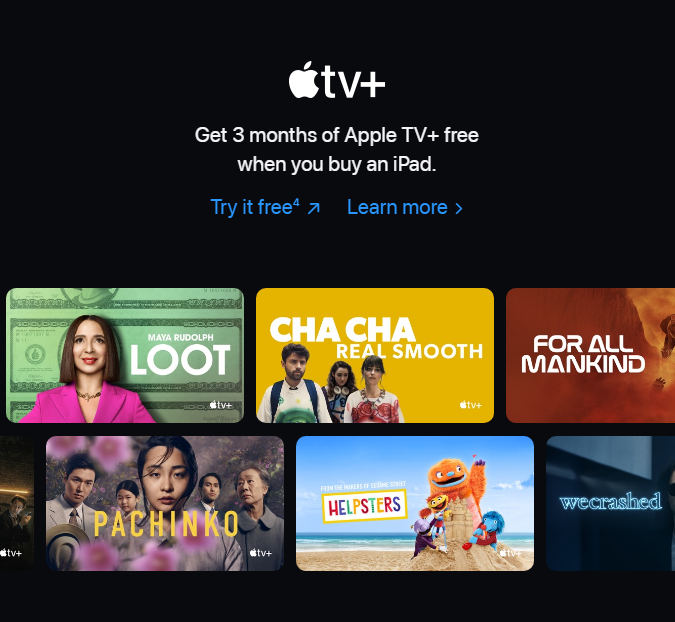 tv+
Get 3 months of Apple TV+ free
when you buy an iPad.
Try it free⁴ ↗ Learn more >
MAYA RUDOLPH
LOOT
tv+
CHA CHA
REAL SMOOTH
tv+
FOR ALL
MANKIND
tv+
PACHINKO
tv+
FROM THE MAKERS OF SESAME STREET
HELPSTERS
tv+
wecrashed